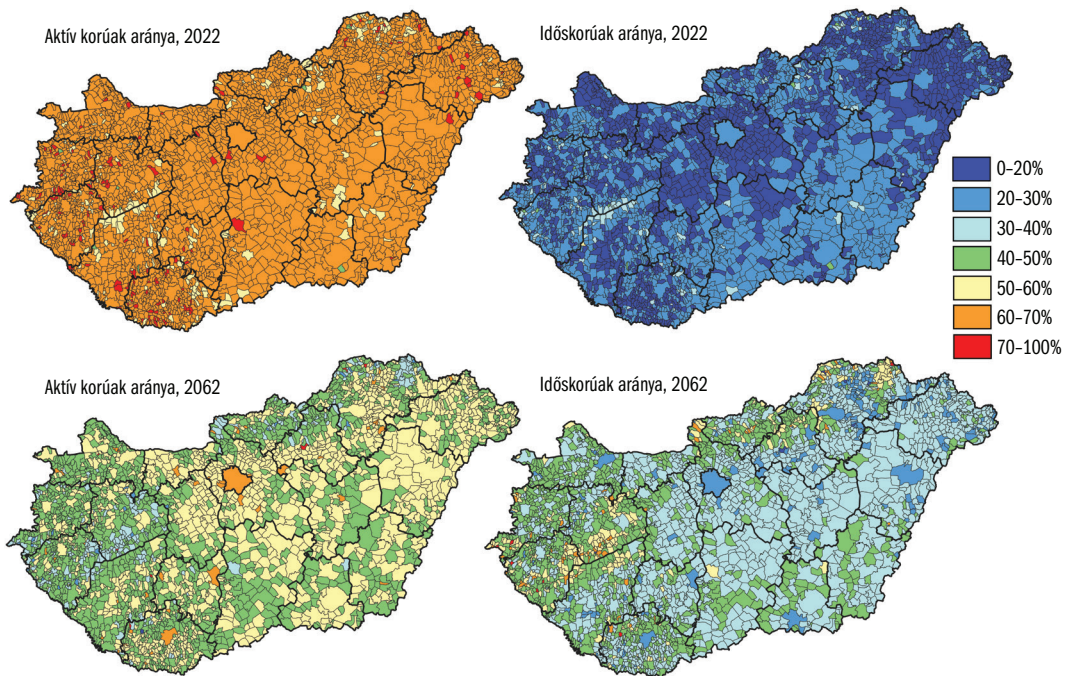 Aktív korúak aránya, 2022
Időskorúak aránya, 2022
0–20%
20–30%
30–40%
40–50%
50–60%
60–70%
70–100%
Aktív korúak aránya, 2062
Időskorúak aránya, 2062